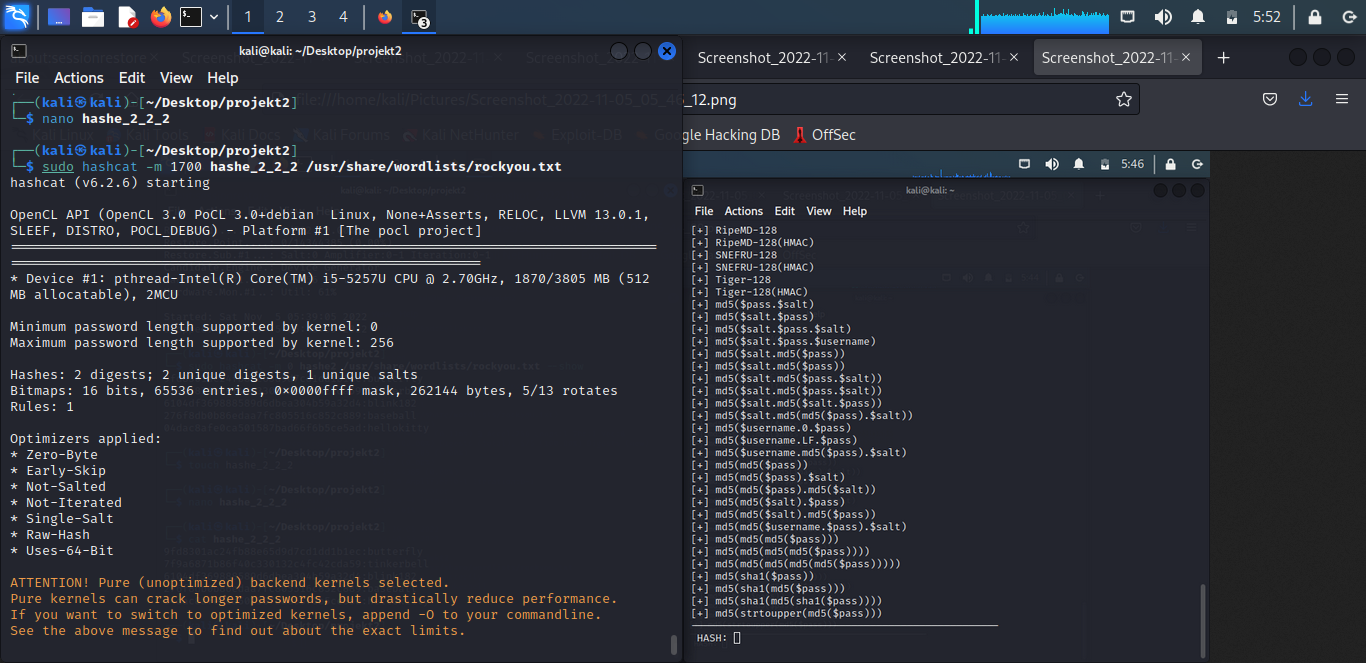 1 2 3 4
3
5:52
kali@kali: ~/Desktop/projekt2
File Actions Edit View Help
┌──(kali㉿kali)-[~/Desktop/projekt2]
└─$ nano hashe_2_2_2
┌──(kali㉿kali)-[~/Desktop/projekt2]
└─$ sudo hashcat -m 1700 hashe_2_2_2 /usr/share/wordlists/rockyou.txt
hashcat (v6.2.6) starting
OpenCL API (OpenCL 3.0 PoCL 3.0+debian  Linux, None+Asserts, RELOC, LLVM 13.0.1,
SLEEF, DISTRO, POCL_DEBUG) - Platform #1 [The pocl project]
* Device #1: pthread-Intel(R) Core(TM) i5-5257U CPU @ 2.70GHz, 1870/3805 MB (512
MB allocatable), 2MCU
Minimum password length supported by kernel: 0
Maximum password length supported by kernel: 256
Hashes: 2 digests; 2 unique digests, 1 unique salts
Bitmaps: 16 bits, 65536 entries, 0×0000ffff mask, 262144 bytes, 5/13 rotates
Rules: 1
Optimizers applied:
* Zero-Byte
* Early-Skip
* Not-Salted
* Not-Iterated
* Single-Salt
* Raw-Hash
* Uses-64-Bit
ATTENTION! Pure (unoptimized) backend kernels selected.
Pure kernels can crack longer passwords, but drastically reduce performance.
If you want to switch to optimized kernels, append -O to your commandline.
See the above message to find out about the exact limits.
Screenshot_2022-11- Screenshot_2022-11- Screenshot_2022-11-
_12.png
gle Hacking DB OffSec
5:46
kali@kali: ~
File Actions Edit View Help
[+] RipeMD-128
[+] RipeMD-128(HMAC)
[+] SNEFRU-128
[+] SNEFRU-128(HMAC)
[+] Tiger-128
[+] Tiger-128(HMAC)
[+] md5($pass.$salt)
[+] md5($salt.$pass)
[+] md5($salt.$pass.$salt)
[+] md5($salt.$pass.$username)
[+] md5($salt.md5($pass))
[+] md5($salt.md5($pass))
[+] md5($salt.md5($pass.$salt))
[+] md5($salt.md5($pass.$salt))
[+] md5($salt.md5($salt.$pass))
[+] md5($salt.md5(md5($pass).$salt))
[+] md5($username.0.$pass)
[+] md5($username.LF.$pass)
[+] md5($username.md5($pass).$salt)
[+] md5(md5($pass))
[+] md5(md5($pass).$salt)
[+] md5(md5($pass).md5($salt))
[+] md5(md5($salt).$pass)
[+] md5(md5($salt).md5($pass))
[+] md5(md5($username.$pass).$salt)
[+] md5(md5(md5($pass)))
[+] md5(md5(md5(md5($pass))))
[+] md5(md5(md5(md5(md5($pass)))))
[+] md5(sha1($pass))
[+] md5(sha1(md5($pass)))
[+] md5(sha1(md5(sha1($pass))))
[+] md5(strtoupper(md5($pass)))
HASH: